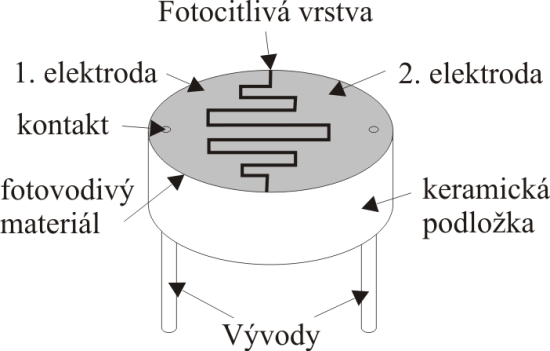 Fotocitlivá vrstva
1. elektroda
2. elektroda
kontakt
fotovodivý
materiál
keramická
podložka
Vývody